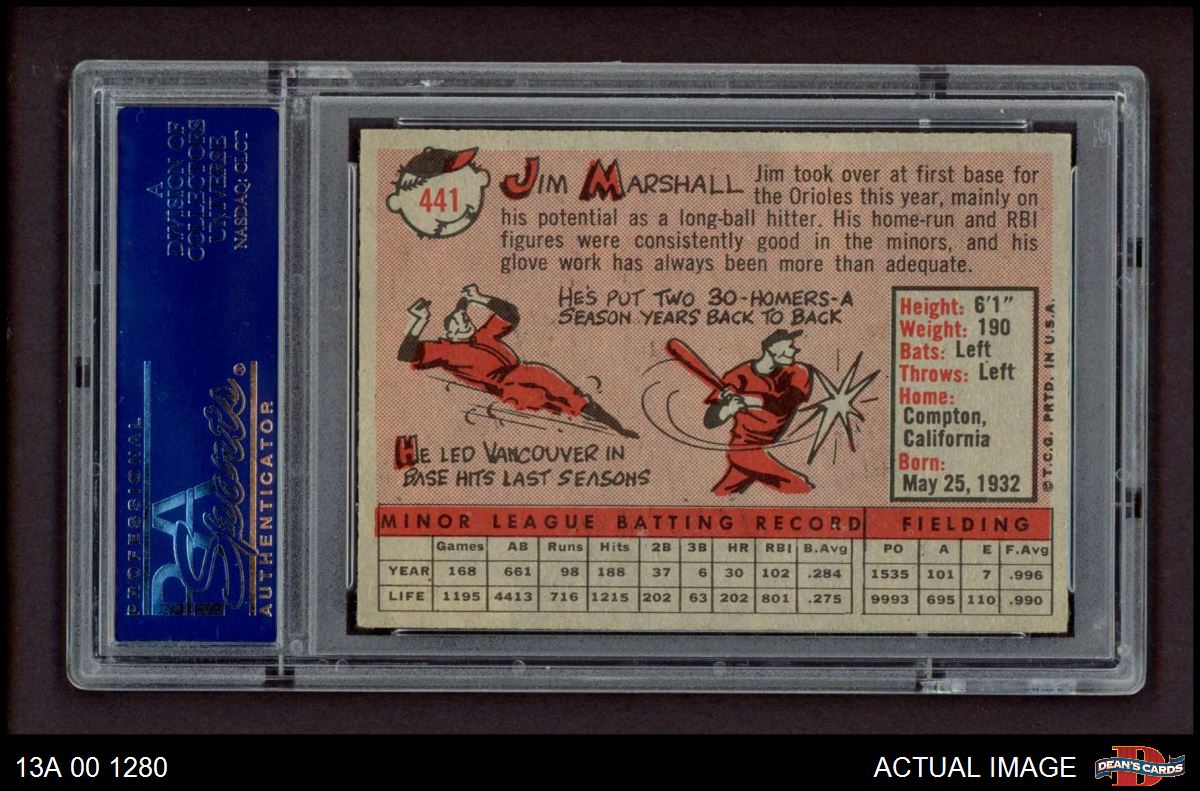 A
DIVISION OF
COLLECTORS
UNIVERSE
NASDAQ: CLCT
PROFESSIONAL
PSA
Sports®
AUTHENTICATOR
441
JIM MARSHALL
Jim took over at first base for
the Orioles this year, mainly on
his potential as a long-ball hitter. His home-run and RBI
figures were consistently good in the minors, and his
glove work has always been more than adequate.
HE'S PUT TWO 30-HOMERS-A
SEASON YEARS BACK TO BACK
HE LED VANCOUVER IN
BASE HITS LAST SEASONS
Height: 6'1"
Weight: 190
Bats: Left
Throws: Left
Home:
Compton,
California
Born:
May 25, 1932
© T.C.G. PRTD. IN U.S.A.
MINOR LEAGUE BATTING RECORD FIELDING
Games AB Runs Hits 2B 3B HR RBI B.Avg PO A E F.Avg
YEAR 168 661 98 188 37 6 30 102 .284 1535 101 7 .996
LIFE 1195 4413 716 1215 202 63 202 801 .275 9993 695 110 .990
13A 00 1280
ACTUAL IMAGE
D
DEAN'S CARDS